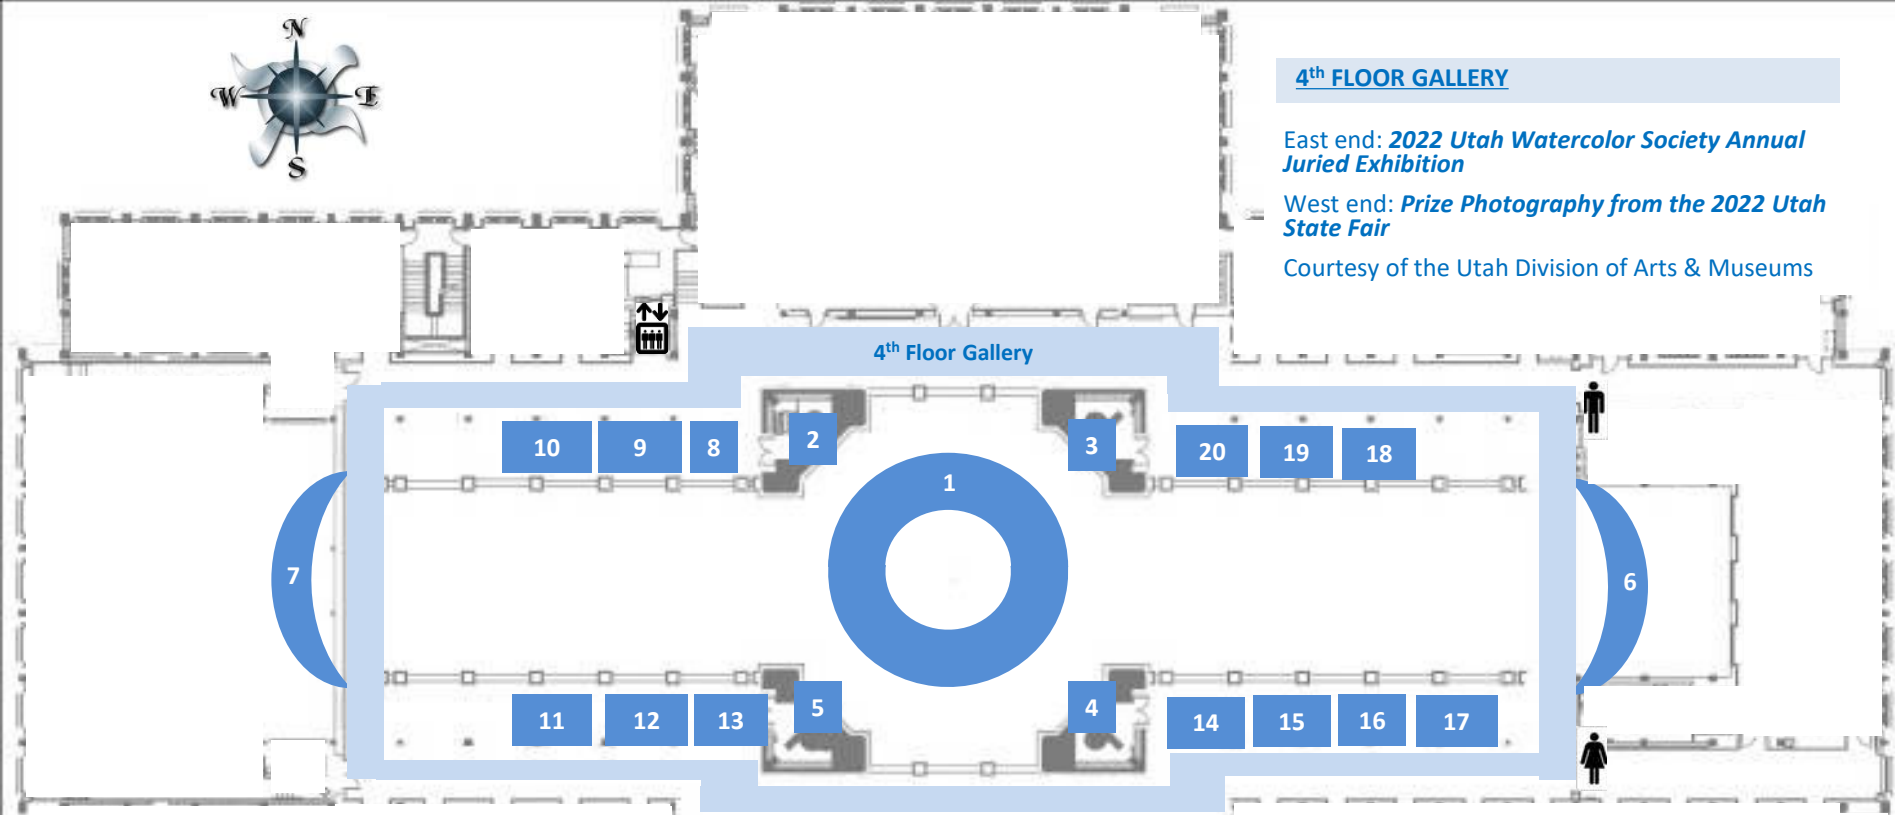 N
W E
S
4th FLOOR GALLERY
East end: 2022 Utah Watercolor Society Annual
Juried Exhibition
West end: Prize Photography from the 2022 Utah
State Fair
Courtesy of the Utah Division of Arts & Museums
4th Floor Gallery
10 9 8 2 3 20 19 18
1
7 6
11 12 13 5 4 14 15 16 17